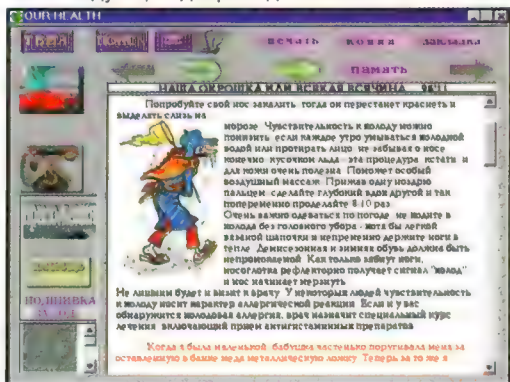 OUR HEALTH
печать копия закладка
память
НАША ОКРОШКА ИЛИ ВСЯКАЯ ВСЯЧИНА
Попробуйте свой нос закалить тогда он перестанет краснеть и
выделять слизь на
морозе Чувствительность к холоду можно
понизить если каждое утро умываться холодной
водой или протирать лицо не забывая о носе
конечно кусочком льда эта процедура кстати и
для кожи очень полезна Поможет особый
воздушный массаж Прижав одну ноздрю
пальцем сделайте глубокий вдох другой и так
попеременно проделайте 8 10 раз
Очень важно одеваться по погоде не ходите в
холода без головного убора - хотя бы легкой
вязаной шапочки и непременно держите ноги в
тепле Демисезонная и зимняя обувь должна быть
непромокаемой Как только зябнут ноги,
носоглотка рефлекторно получает сигнал "холод"
и нос начинает мерзнуть
Не лишним будет и визит к врачу У некоторых людей чувствительность
к холоду носит характер аллергической реакции Если и у вас
обнаружится холодовая аллергия, врач назначит специальный курс
лечения включающий прием антигистаминных препаратов
Когда я была маленькой бабушка частенько поругивала меня за
оставленную в банке меда металлическую ложку Теперь за то же я
ПОДШИВКА